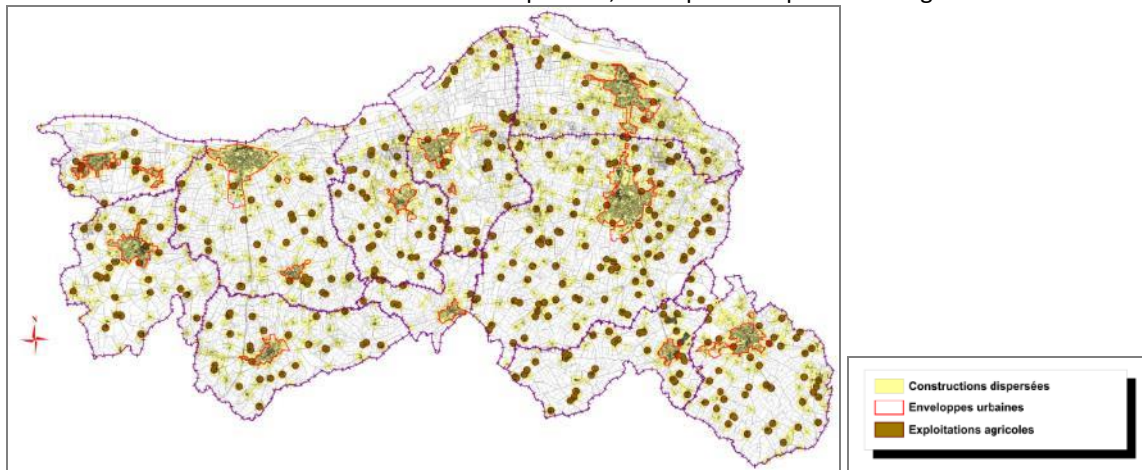 Constructions dispersées
Enveloppes urbaines
Exploitations agricoles